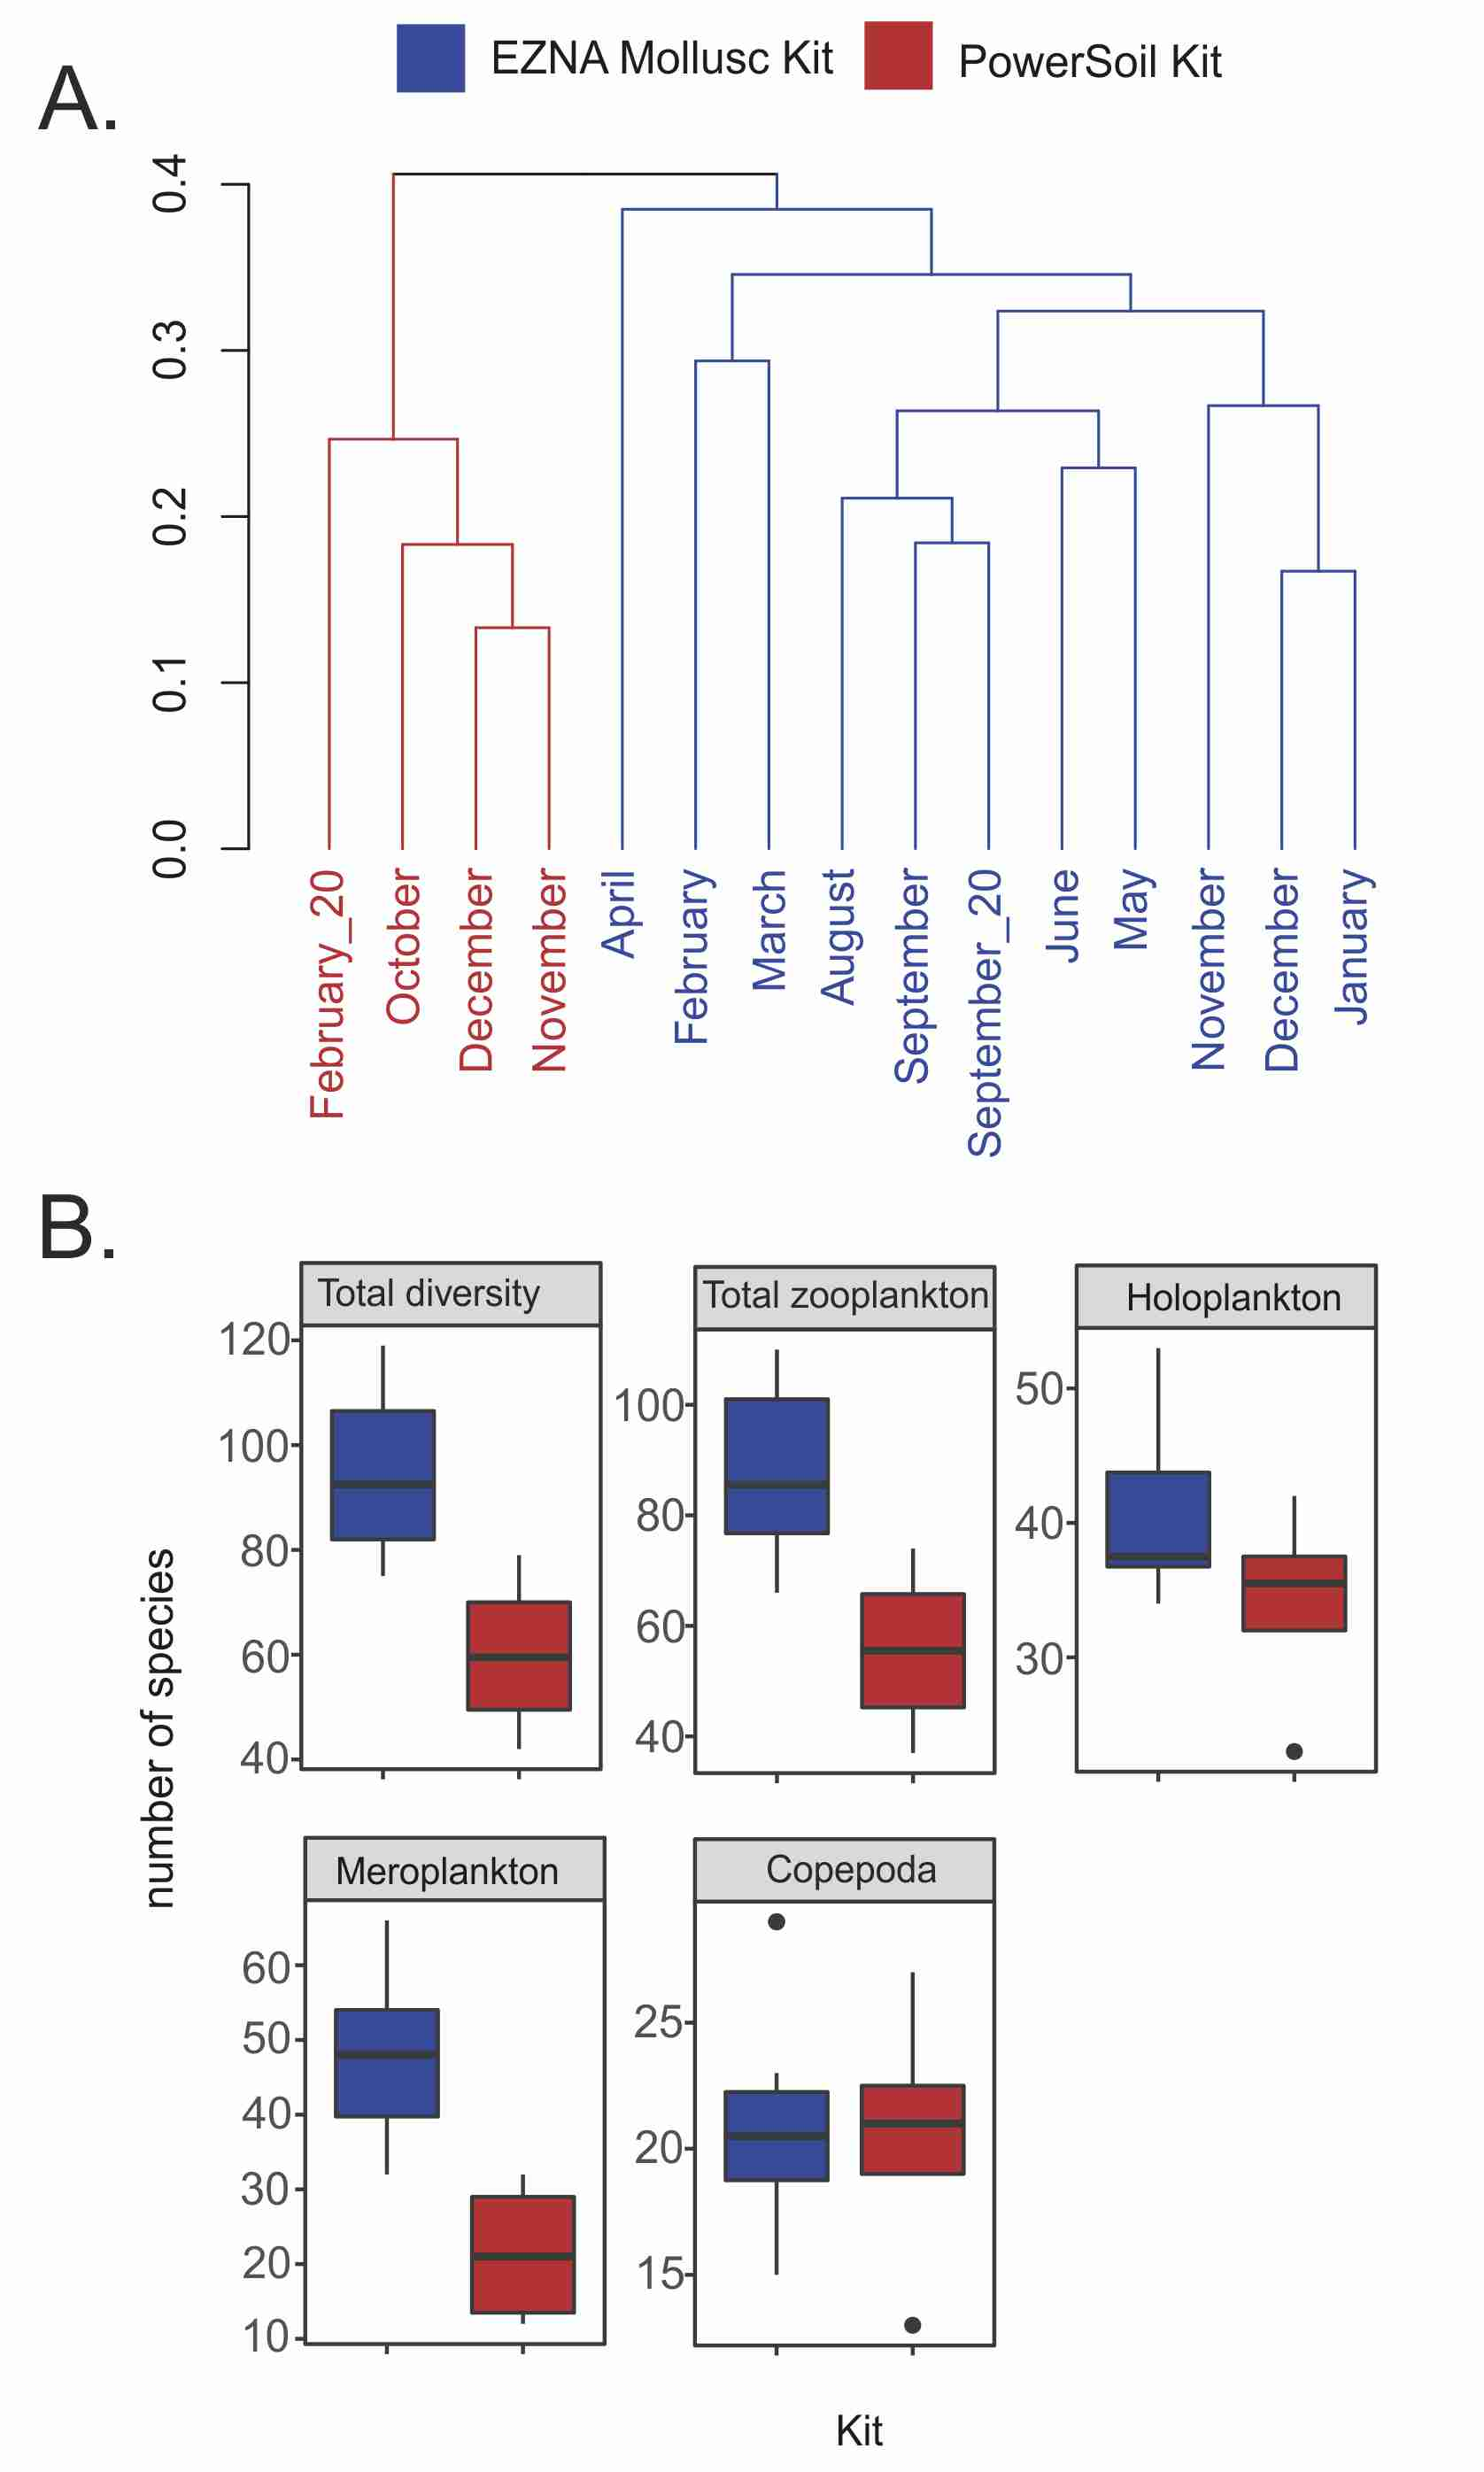 EZNA Mollusc Kit PowerSoil Kit
A.
0.4
0.3
0.2
0.1
0.0
February_20
October
December
November
April
February
March
August
September
September_20
June
May
November
December
January
B.
number of species
Total diversity
120
100
80
60
40
Total zooplankton
100
80
60
40
Holoplankton
50
40
30
Meroplankton
60
50
40
30
20
10
Copepoda
25
20
15
Kit